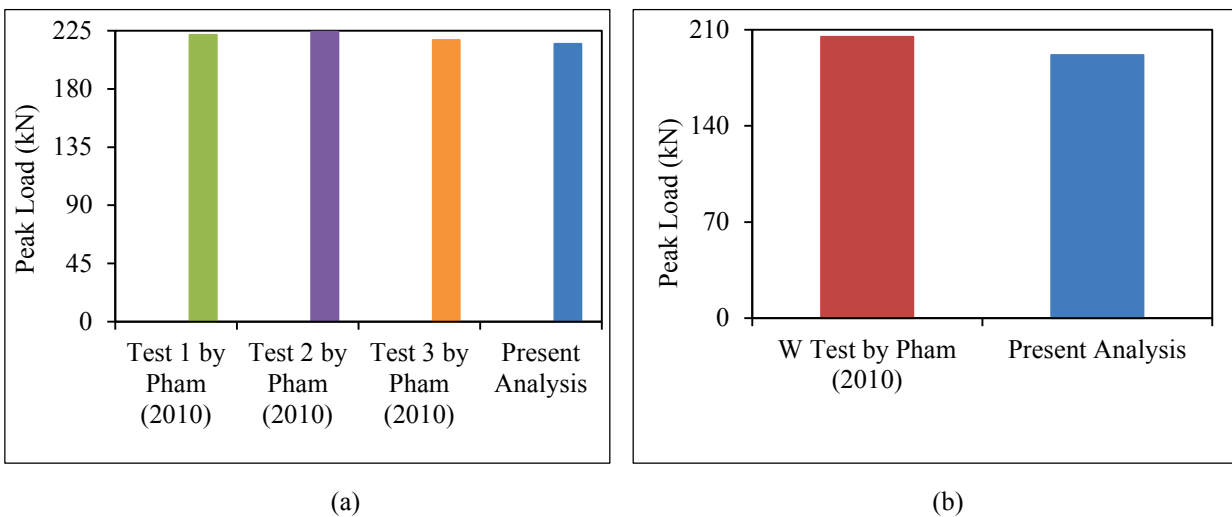 225
180
135
90
45
0
Peak Load (kN)
Test 1 by
Pham
(2010)
Test 2 by
Pham
(2010)
Test 3 by
Pham
(2010)
Present
Analysis
(a)
210
140
70
0
Peak Load (kN)
W Test by Pham
(2010)
Present Analysis
(b)